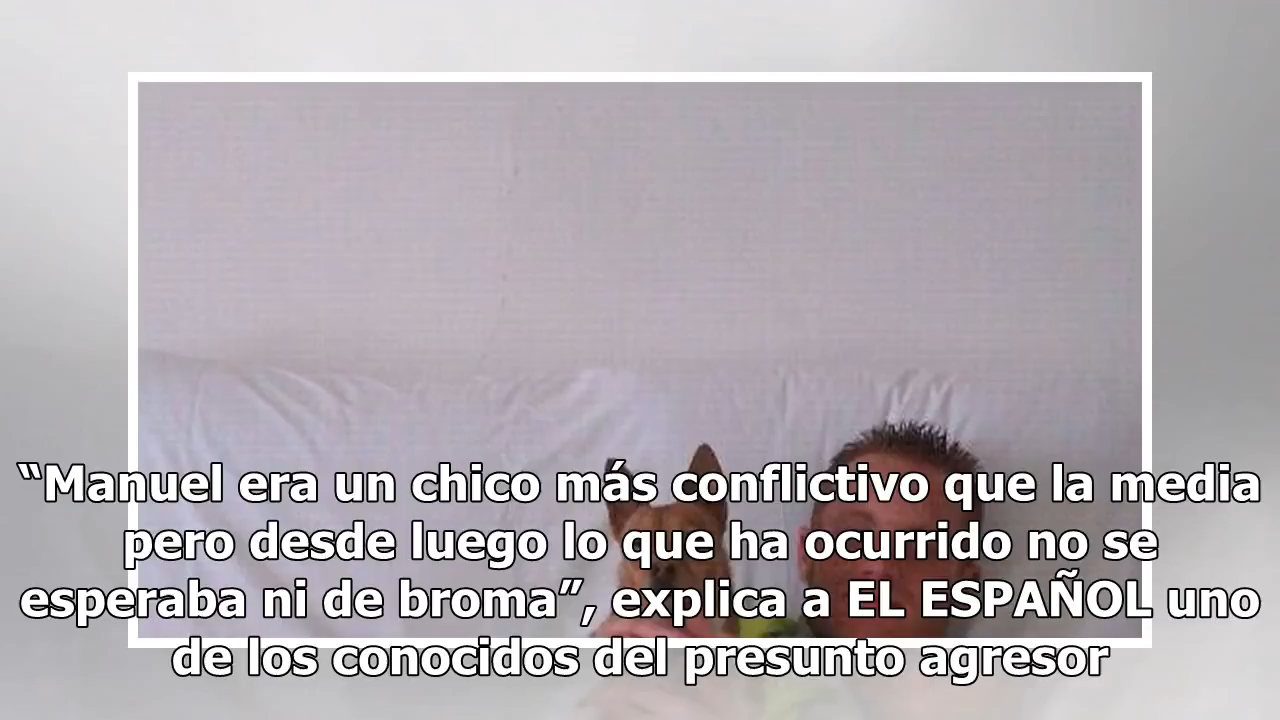 “Manuel era un chico más conflictivo que la media
pero desde luego lo que ha ocurrido no se
esperaba ni de broma”, explica a EL ESPAÑOL uno
de los conocidos del presunto agresor